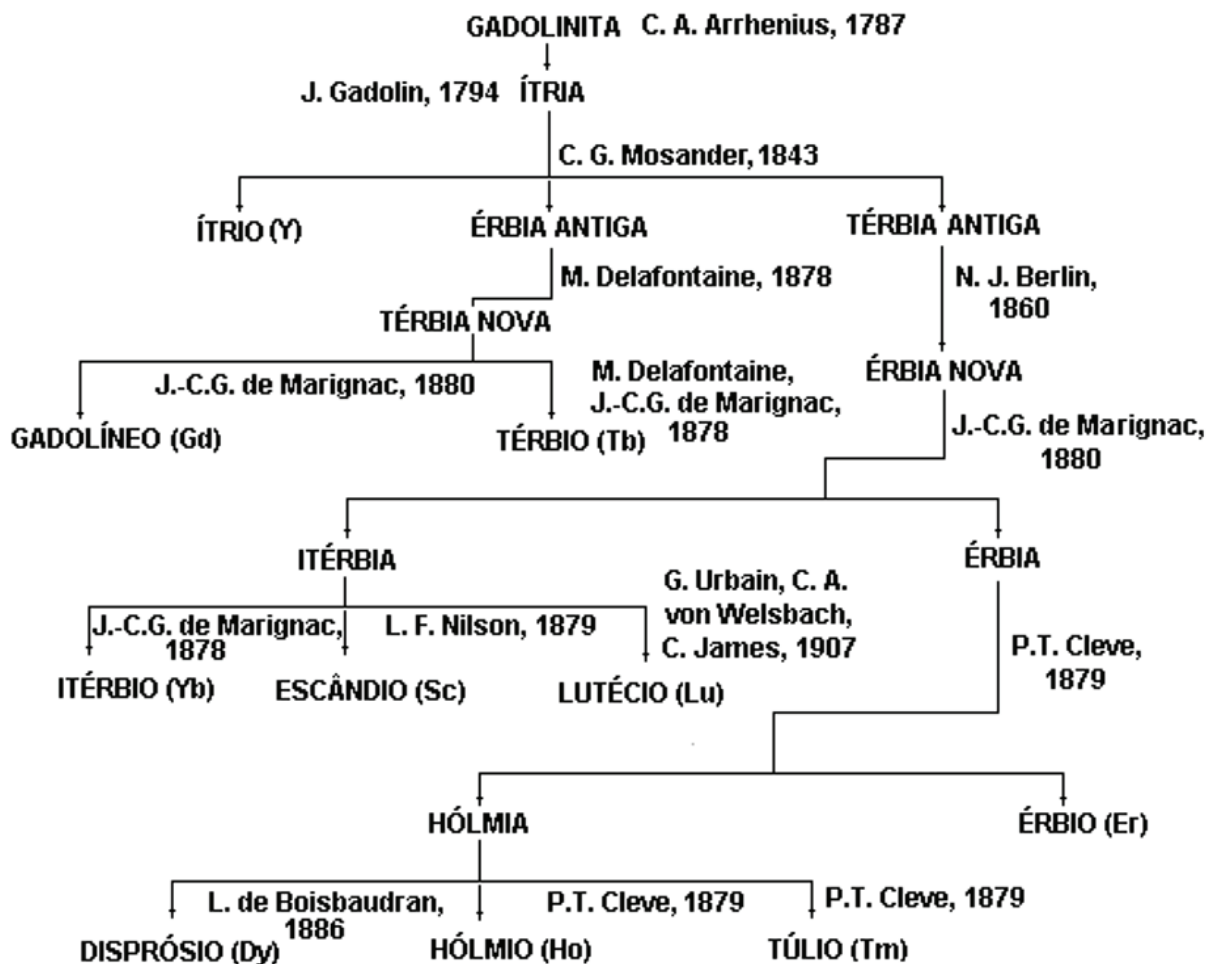 GADOLINITA C. A. Arrhenius, 1787
J. Gadolin, 1794 ÍTRIA
C. G. Mosander, 1843
ÍTRIO (Y)
ÉRBIA ANTIGA
TÉRBIA ANTIGA
M. Delafontaine, 1878
N. J. Berlin,
1860
TÉRBIA NOVA
ÉRBIA NOVA
J.-C.G. de Marignac, 1880
M. Delafontaine,
J.-C.G. de Marignac,
1878
GADOLÍNEO (Gd)
TÉRBIO (Tb)
J.-C.G. de Marignac,
1880
ITÉRBIA
ÉRBIA
J.-C.G. de Marignac,
1878
L. F. Nilson, 1879
G. Urbain, C. A.
von Welsbach,
C. James, 1907
P.T. Cleve,
1879
ITÉRBIO (Yb)
ESCÂNDIO (Sc)
LUTÉCIO (Lu)
HÓLMIA
ÉRBIO (Er)
L. de Boisbaudran,
1886
P.T. Cleve, 1879
P.T. Cleve, 1879
DISPRÓSIO (Dy)
HÓLMIO (Ho)
TÚLIO (Tm)